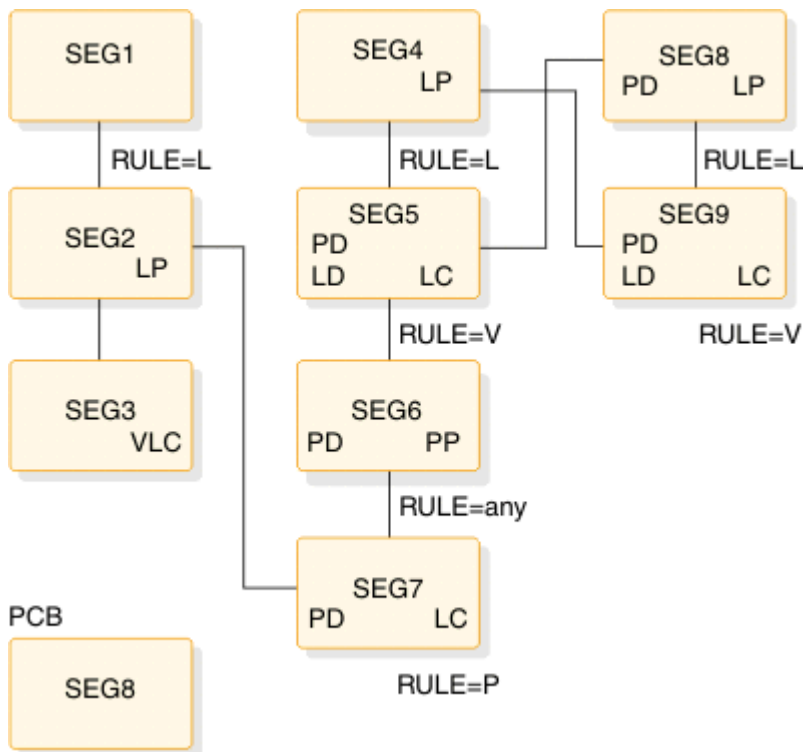 SEG1
RULE=L
SEG2
LP
SEG3
VLC
PCB
SEG8
SEG4
LP
RULE=L
SEG5
PD
LD LC
RULE=V
SEG6
PD PP
RULE=any
SEG7
PD LC
RULE=P
SEG8
PD LP
RULE=L
SEG9
PD
LD LC
RULE=V